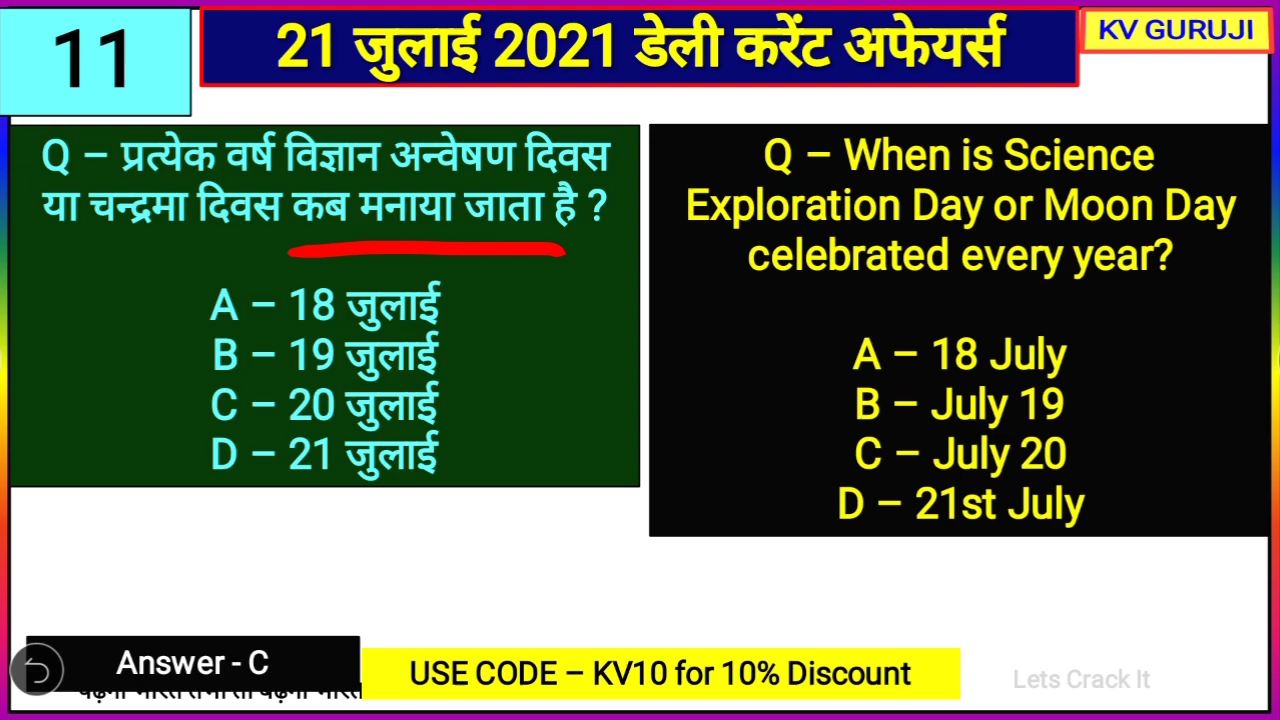 11
21 जुलाई 2021 डेली करेंट अफेयर्स
KV GURUJI
Q – प्रत्येक वर्ष विज्ञान अन्वेषण दिवस
या चन्द्रमा दिवस कब मनाया जाता है ?
A – 18 जुलाई
B – 19 जुलाई
C – 20 जुलाई
D – 21 जुलाई
Q – When is Science
Exploration Day or Moon Day
celebrated every year?
A – 18 July
B – July 19
C – July 20
D – 21st July
Answer - C
USE CODE – KV10 for 10% Discount
Lets Crack It